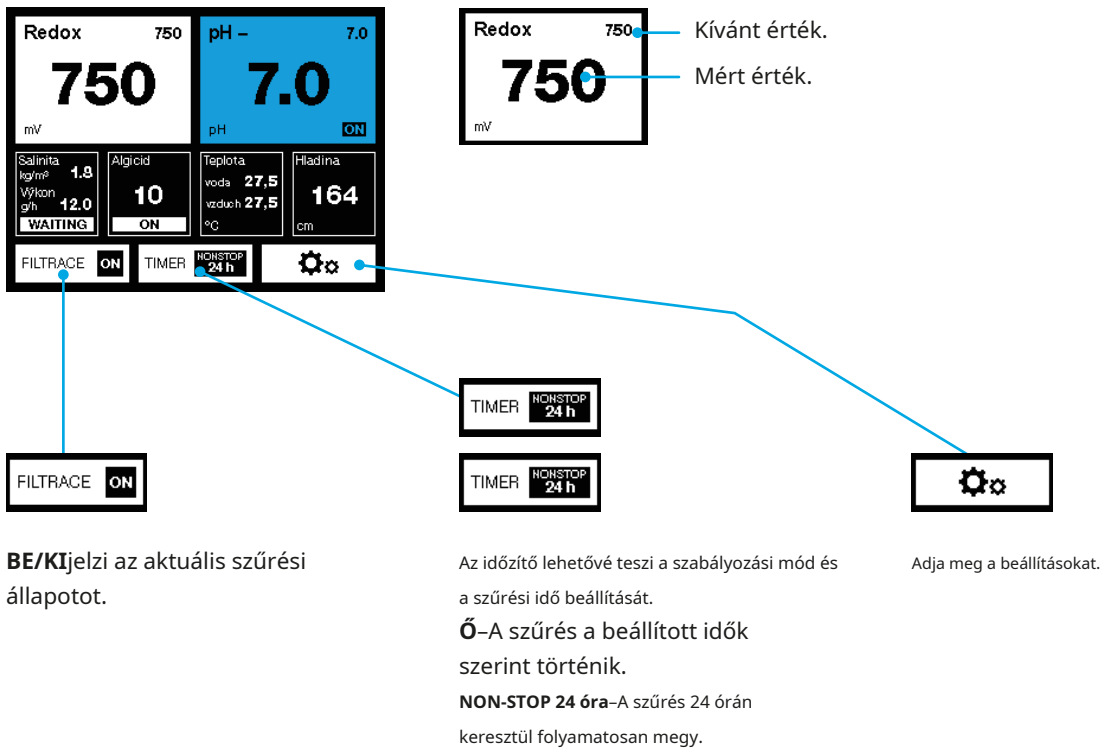 Redox 750
750
mV
pH – 7.0
7.0
pH ON
Salinita
kg/m³ 1.8
Výkon
g/h 12.0
WAITING
Algicid
10
ON
Teplota
voda 27,5
vzduch 27,5
°C
Hladina
164
cm
FILTRACE ON
TIMER NONSTOP 24 h
Redox 750
750
mV
Kívánt érték.
Mért érték.
TIMER NONSTOP 24 h
FILTRACE ON
TIMER NONSTOP 24 h
BE/KIjelzi az aktuális szűrési
állapotot.
Az időzítő lehetővé teszi a szabályozási mód és
a szűrési idő beállítását.
Ő–A szűrés a beállított idők
szerint történik.
NON-STOP 24 óra–A szűrés 24 órán
keresztül folyamatosan megy.
Adja meg a beállításokat.